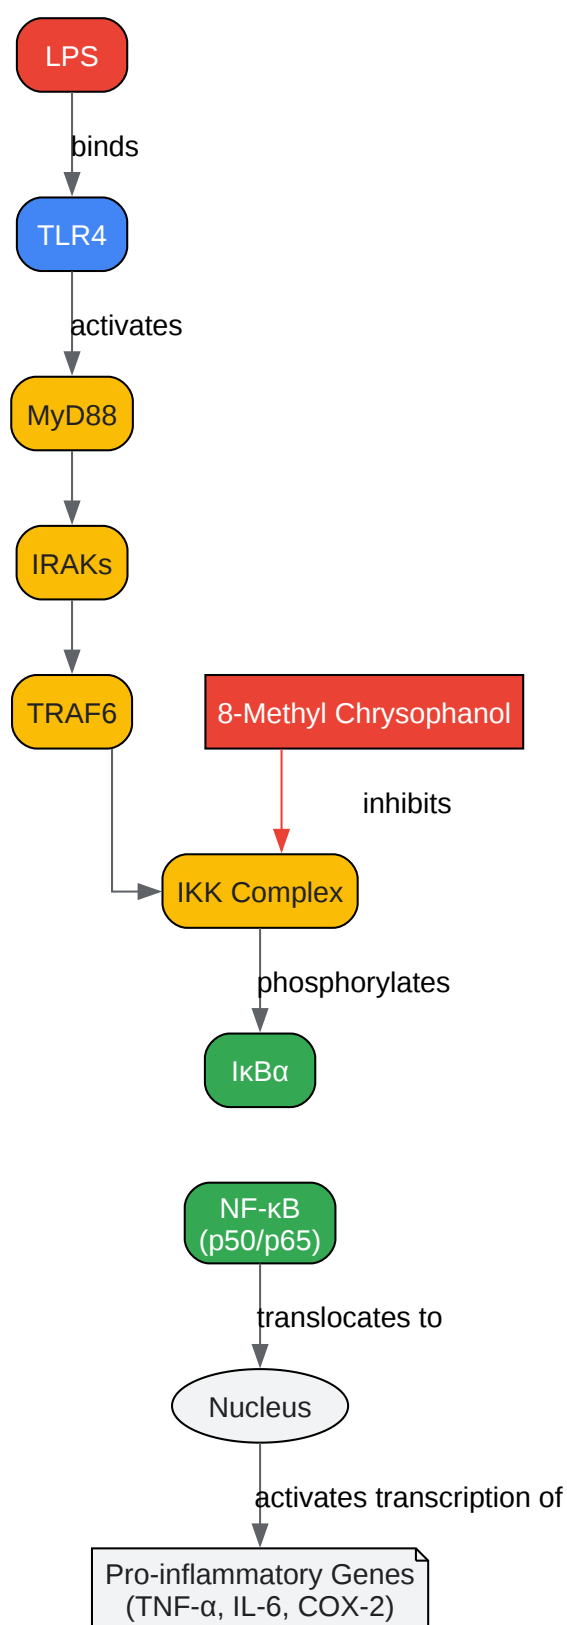 LPS
binds
TLR4
activates
MyD88
IRAKs
TRAF6
8-Methyl Chrysophanol
inhibits
IKK Complex
phosphorylates
IκBα
NF-κB
(p50/p65)
translocates to
Nucleus
activates transcription of
Pro-inflammatory Genes
(TNF-α, IL-6, COX-2)